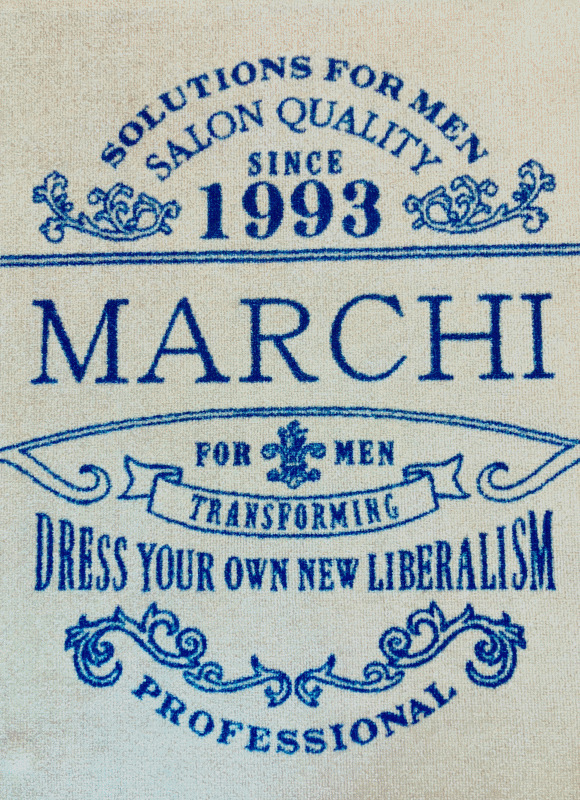 SOLUTIONS FOR MEN
SALON QUALITY
SINCE
1993
MARCHI
FOR MEN
TRANSFORMING
DRESS YOUR OWN NEW LIBERALISM
PROFESSIONAL